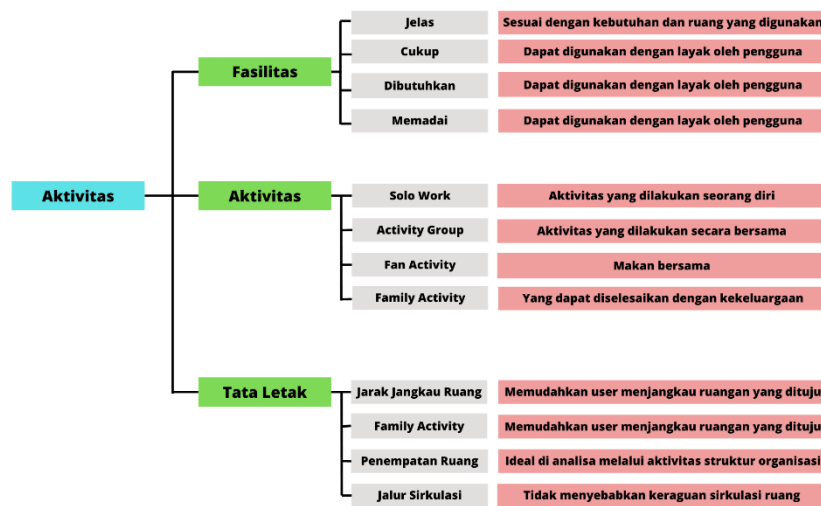 Aktivitas
Fasilitas
Jelas
Sesuai dengan kebutuhan dan ruang yang digunakan
Cukup
Dapat digunakan dengan layak oleh pengguna
Dibutuhkan
Dapat digunakan dengan layak oleh pengguna
Memadai
Dapat digunakan dengan layak oleh pengguna
Aktivitas
Solo Work
Aktivitas yang dilakukan seorang diri
Activity Group
Aktivitas yang dilakukan secara bersama
Fan Activity
Makan bersama
Family Activity
Yang dapat diselesaikan dengan kekeluargaan
Tata Letak
Jarak Jangkau Ruang
Memudahkan user menjangkau ruangan yang dituju
Family Activity
Memudahkan user menjangkau ruangan yang dituju
Penempatan Ruang
Ideal di analisa melalui aktivitas struktur organisasi
Jalur Sirkulasi
Tidak menyebabkan keraguan sirkulasi ruang